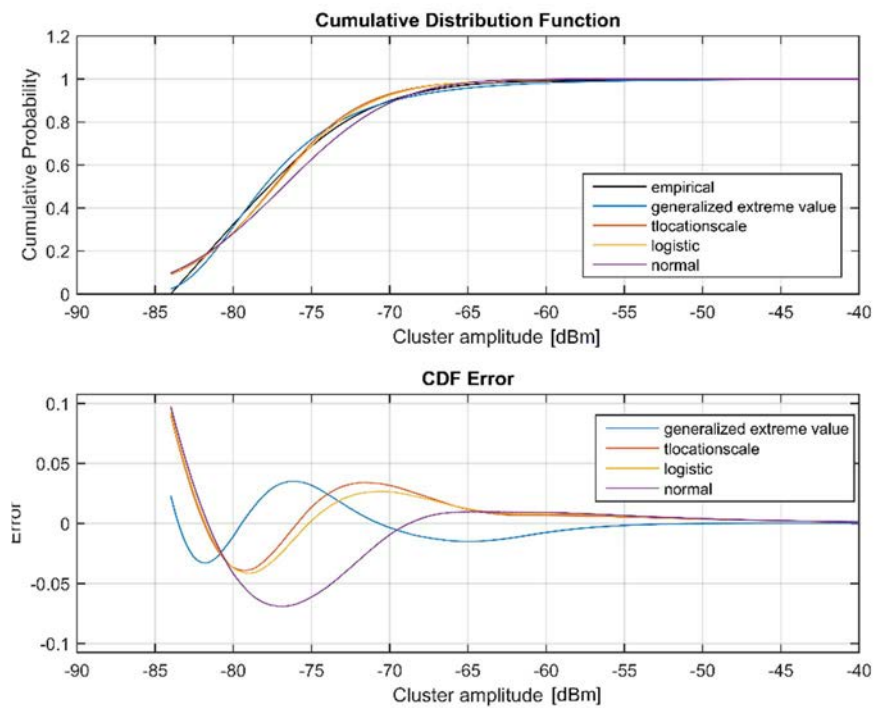 Cumulative Distribution Function
1.2
1
0.8
0.6
0.4
0.2
0
Cumulative Probability
empirical
generalized extreme value
tlocationscale
logistic
normal
-90 -85 -80 -75 -70 -65 -60 -55 -50 -45 -40
Cluster amplitude [dBm]
CDF Error
0.1
0.05
0
-0.05
-0.1
Error
generalized extreme value
tlocationscale
logistic
normal
-90 -85 -80 -75 -70 -65 -60 -55 -50 -45 -40
Cluster amplitude [dBm]